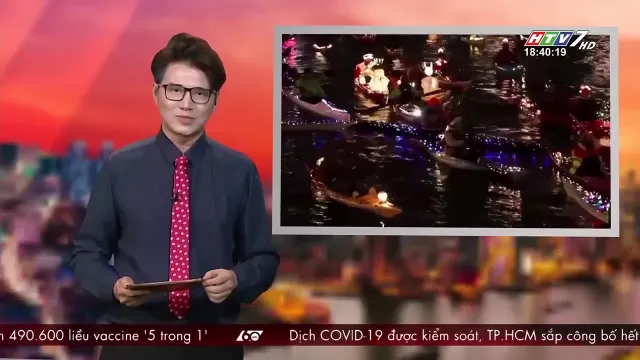 HTV7 HD
18:40:19
490.600 liều vaccine '5 trong 1' 60 Dịch COVID-19 được kiểm soát, TP.HCM sắp công bố hết